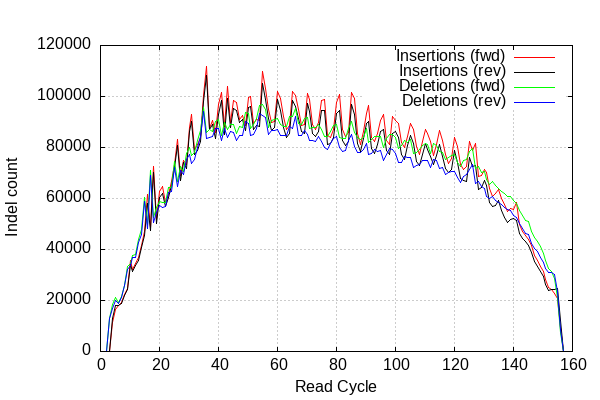 120000
100000
80000
60000
40000
20000
0
Indel count
Insertions (fwd)
Insertions (rev)
Deletions (fwd)
Deletions (rev)
0 20 40 60 80 100 120 140 160
Read Cycle